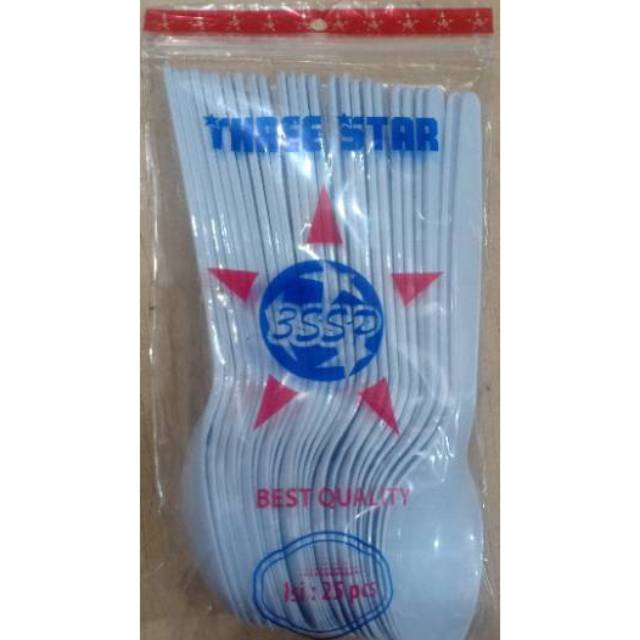 THREE STAR
3SSP
BEST QUALITY
Isi : 25 pcs